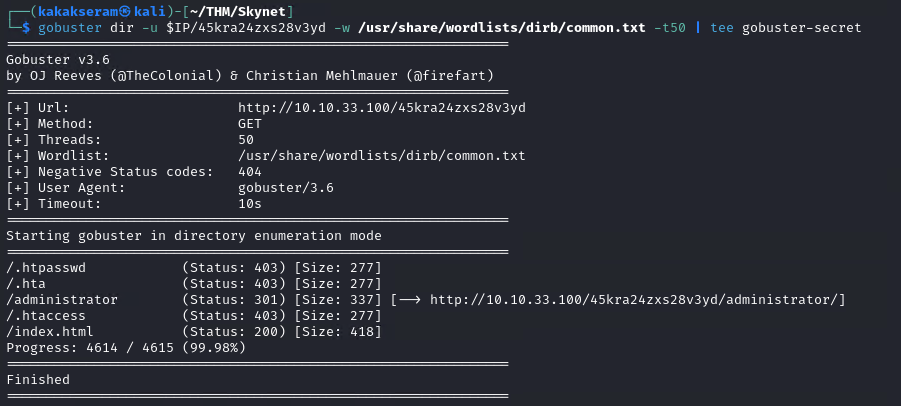 ┌──(kakakseram㉿kali)-[~/THM/Skynet]
└─$ gobuster dir -u $IP/45kra24zxs28v3yd -w /usr/share/wordlists/dirb/common.txt -t50 | tee gobuster-secret
===============================================================
Gobuster v3.6
by OJ Reeves (@TheColonial) & Christian Mehlmauer (@firefart)
===============================================================
[+] Url:                     http://10.10.33.100/45kra24zxs28v3yd
[+] Method:                  GET
[+] Threads:                 50
[+] Wordlist:                /usr/share/wordlists/dirb/common.txt
[+] Negative Status codes:   404
[+] User Agent:              gobuster/3.6
[+] Timeout:                 10s
===============================================================
Starting gobuster in directory enumeration mode
===============================================================
/.htpasswd            (Status: 403) [Size: 277]
/.hta                 (Status: 403) [Size: 277]
/administrator        (Status: 301) [Size: 337] [--> http://10.10.33.100/45kra24zxs28v3yd/administrator/]
/.htaccess            (Status: 403) [Size: 277]
/index.html           (Status: 200) [Size: 418]
Progress: 4614 / 4615 (99.98%)
===============================================================
Finished
===============================================================